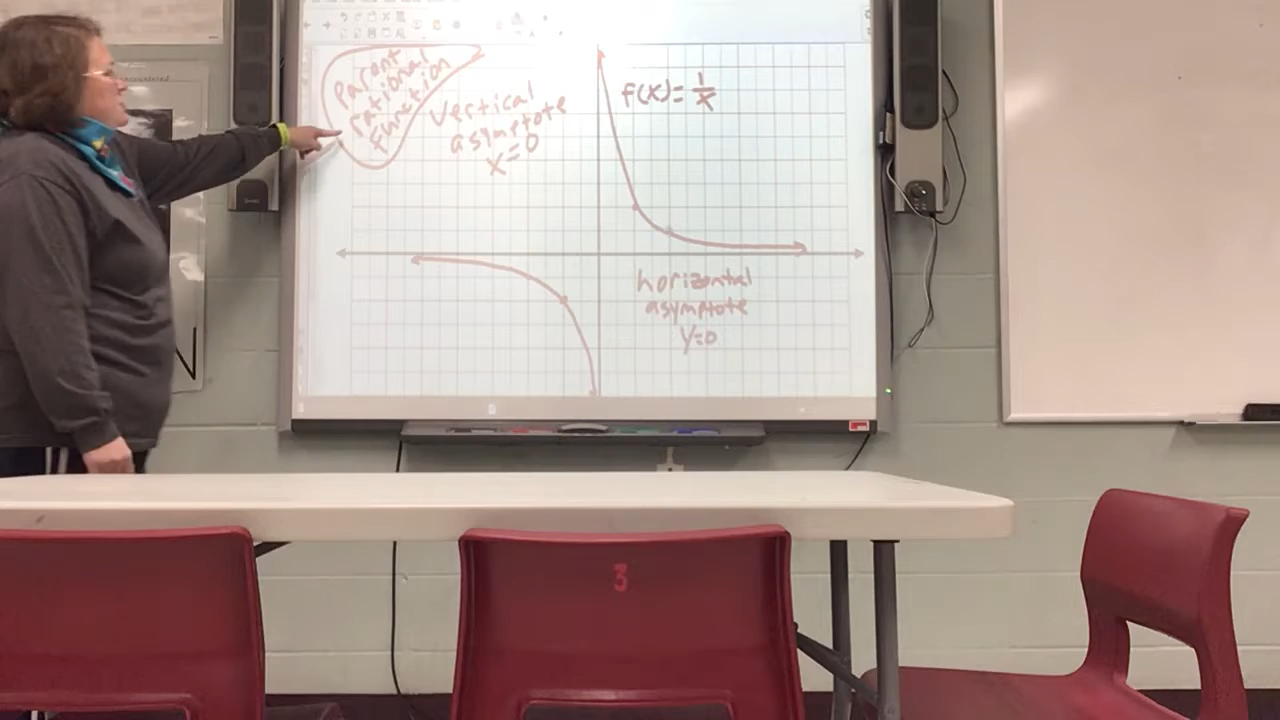 Parent
rational
function
Vertical
asymptote
x=0
f(x)= 1/x
horizontal
asymptote
y=0
3